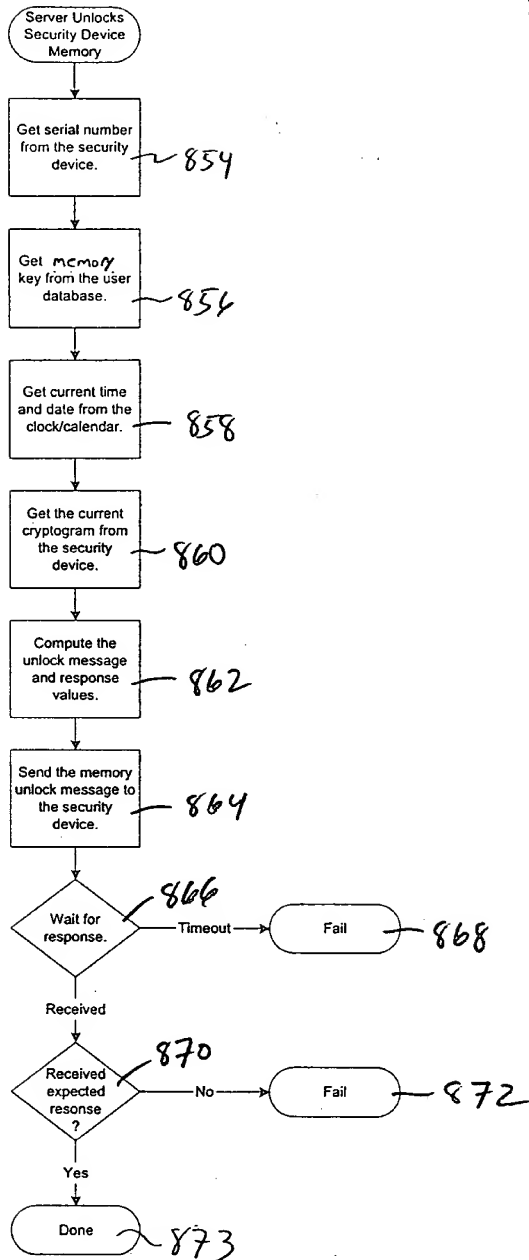 Server Unlocks
Security Device
Memory
Get serial number
from the security
device.
854
Get memory
key from the user
database.
856
Get current time
and date from the
clock/calendar.
858
Get the current
cryptogram from
the security
device.
860
Compute the
unlock message
and response
values.
862
Send the memory
unlock message to
the security
device.
864
866
Wait for
response.
Timeout
Fail
868
Received
870
Received
expected
resonse
?
No
Fail
872
Yes
Done
873